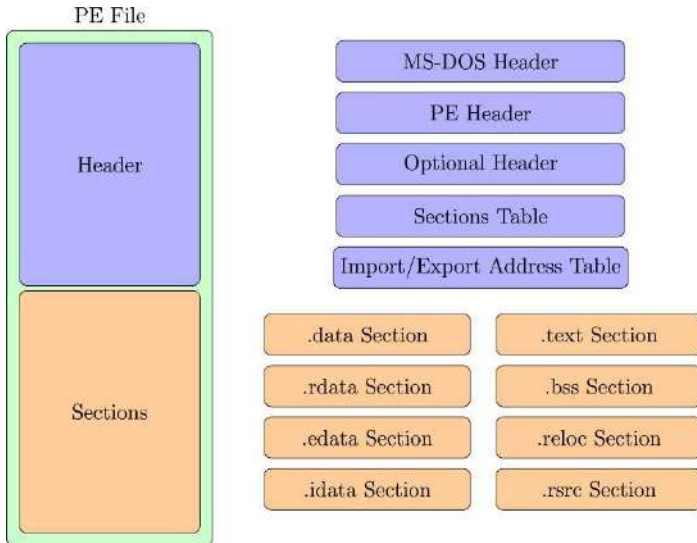 PE File
Header
Sections
MS-DOS Header
PE Header
Optional Header
Sections Table
Import/Export Address Table
.data Section
.text Section
.rdata Section
.bss Section
.edata Section
.reloc Section
.idata Section
.rsrc Section